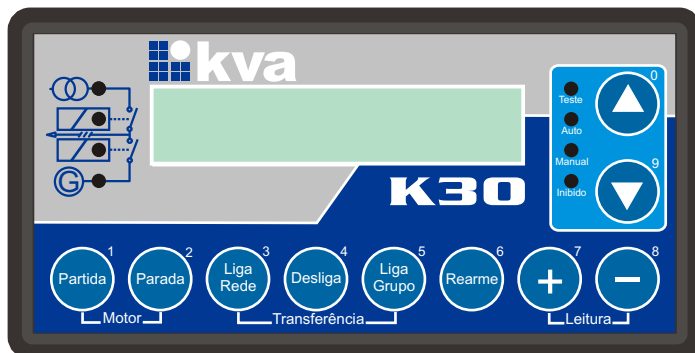 kva
K30
G
Teste
Auto
Manual
Inibido
0
9
1 2 3 4 5 6 7 8
Partida Parada Liga Rede Desliga Liga Grupo Rearme + −
Motor Transferência Leitura